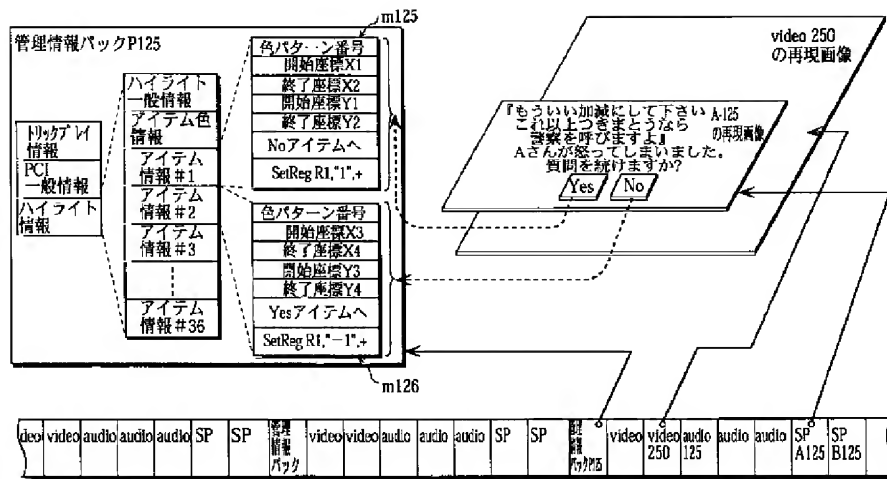 m125
管理情報パックP125
トリックプレイ
情報
PCI
一般情報
ハイライト
情報
ハイライト
一般情報
アイテム色
情報
アイテム
情報#1
アイテム
情報#2
アイテム
情報#3
アイテム
情報#36
色パターン番号
開始座標X1
終了座標X2
開始座標Y1
終了座標Y2
Noアイテムへ
SetReg R1,"1",+
色パターン番号
開始座標X3
終了座標X4
開始座標Y3
終了座標Y4
Yesアイテムへ
SetReg R1,"−1",+
m126
video 250
の再現画像
A-125
の再現画像
『もういい加減にして下さい
これ以上つきまとうなら
警察を呼びますよ』
Aさんが怒ってしまいました。
質問を続けますか?
Yes No
deo video audio audio audio SP SP 管理情報パック video video audio audio audio SP SP 管理情報パックP125 video video 250 audio 125 audio audio SP A125 SP B125